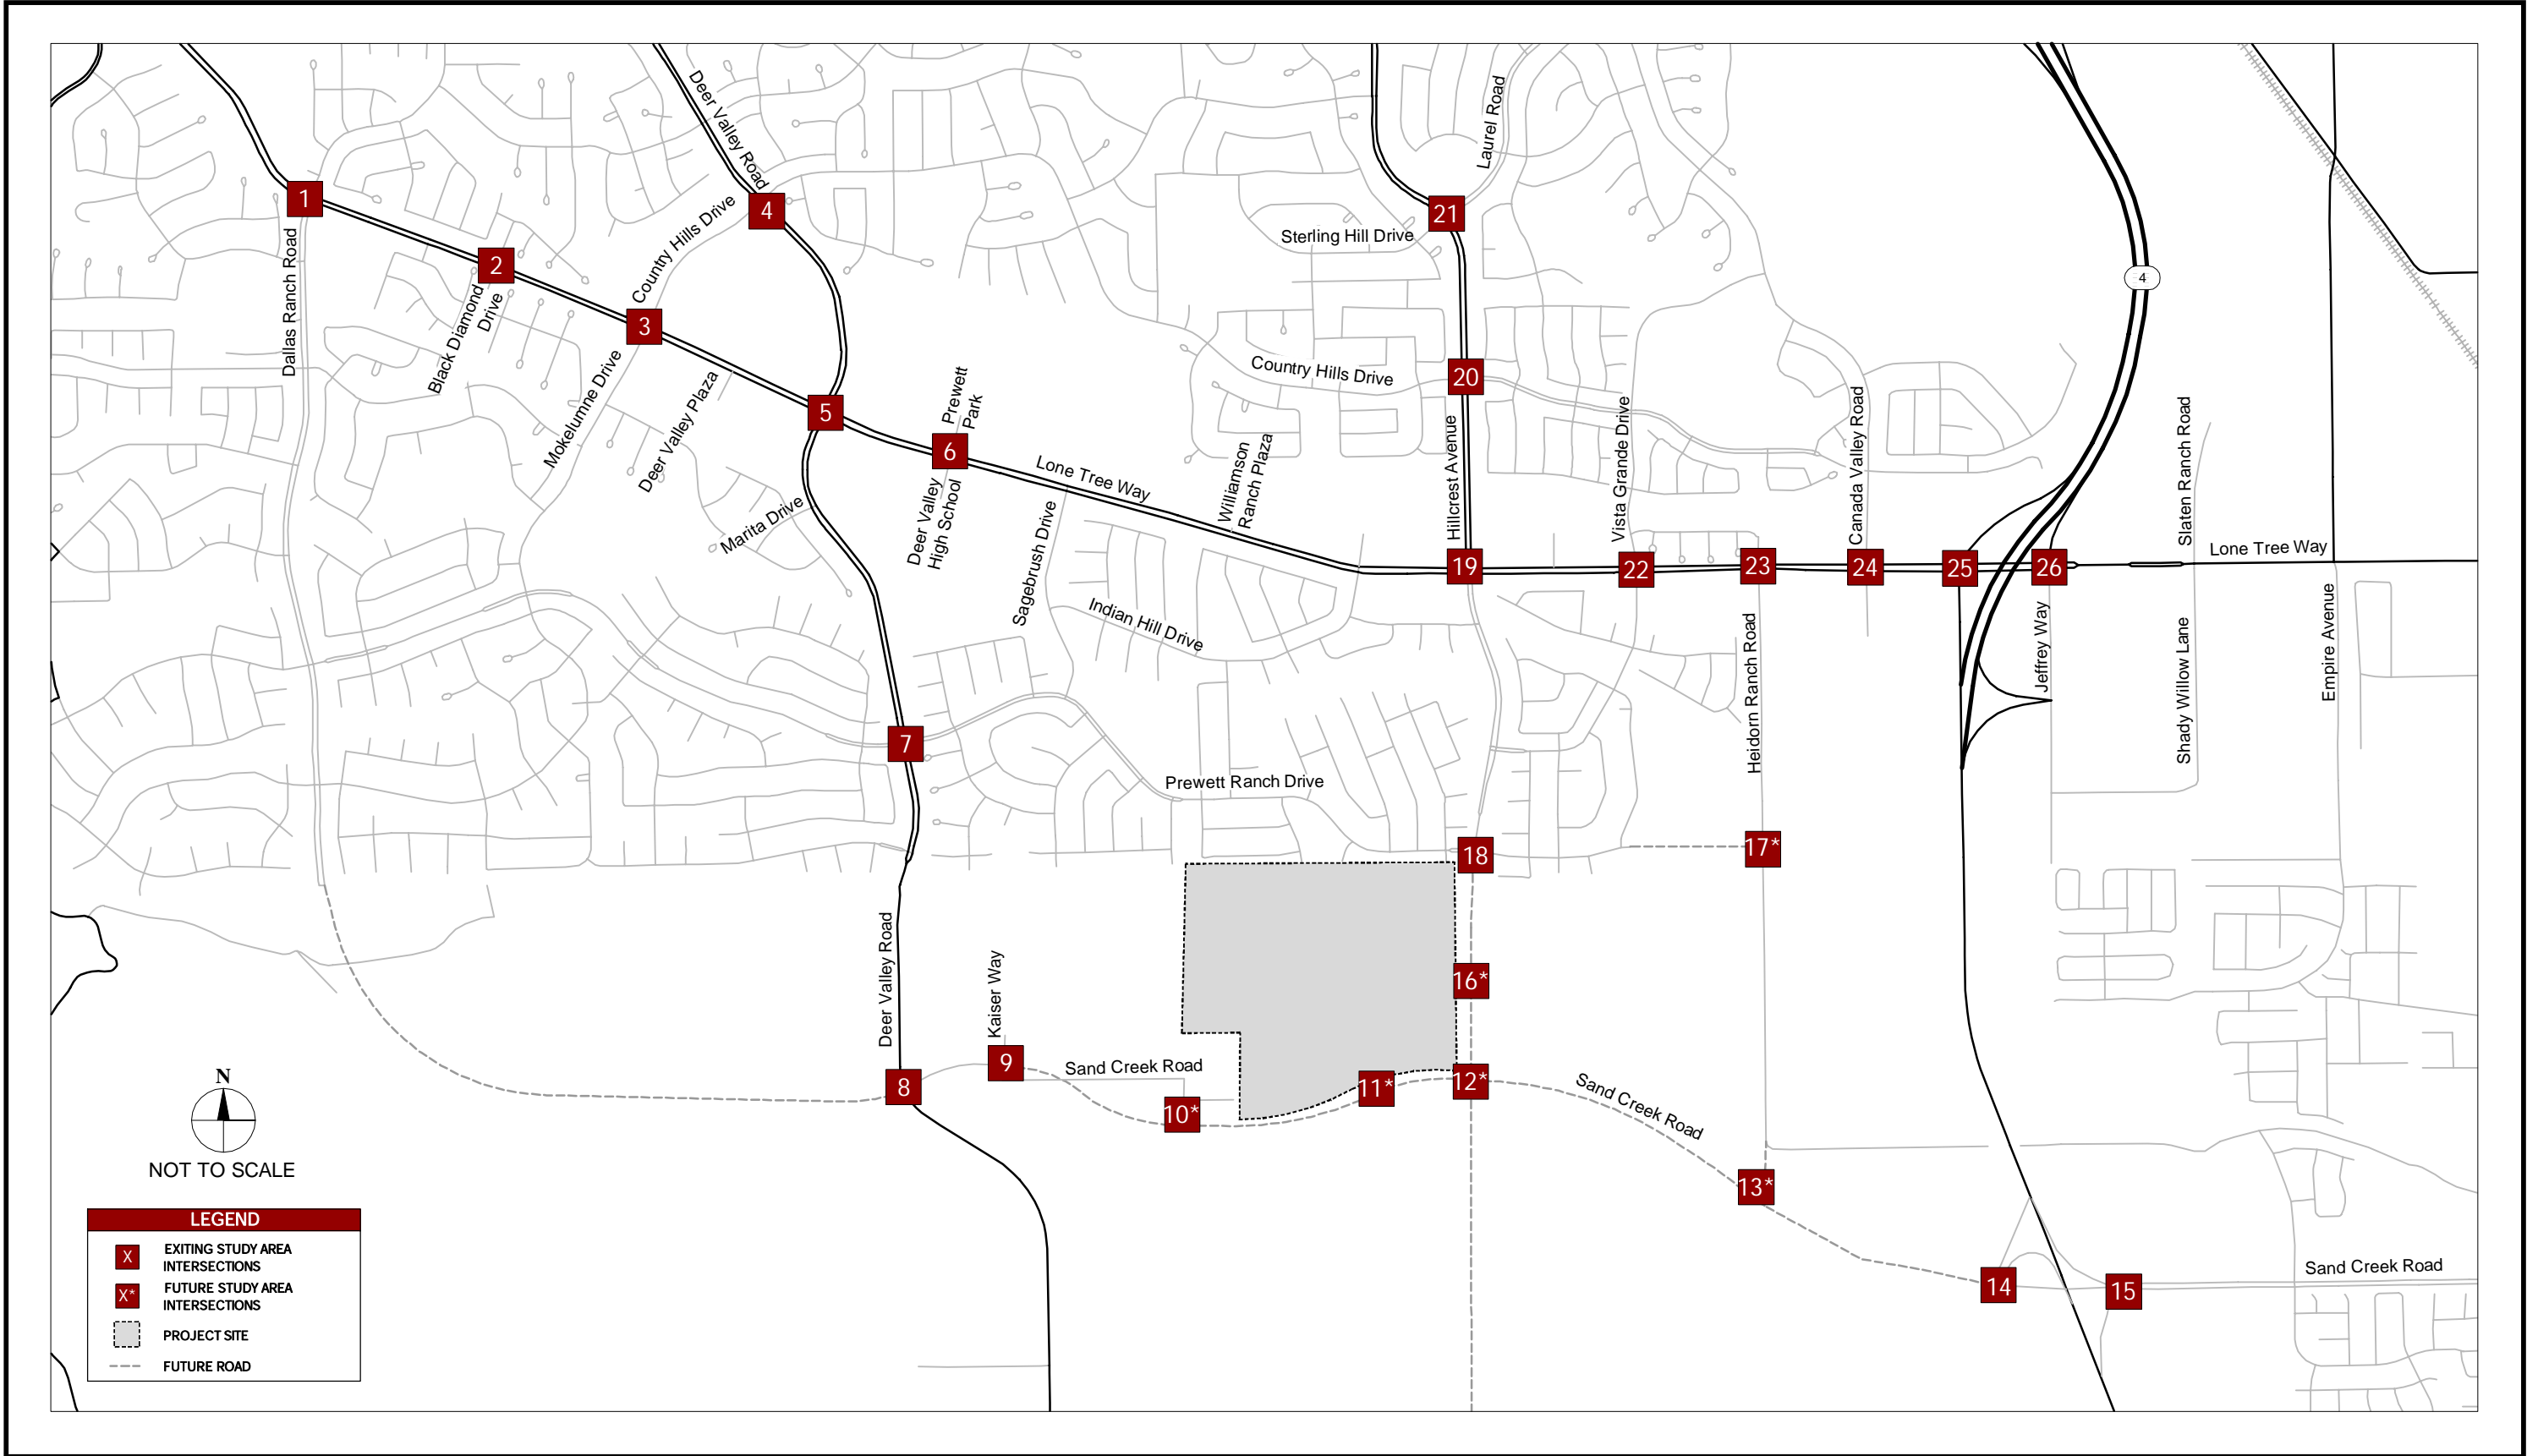 Deer Valley Road
Laurel Road
1
4
21
Sterling Hill Drive
Dallas Ranch Road
2
Country Hills Drive
4
Black Diamond
Drive
3
Mokelumne Drive
Deer Valley Plaza
5
Prewett
Park
6
Country Hills Drive
20
Hillcrest Avenue
Vista Grande Drive
Canada Valley Road
Slaten Ranch Road
Marita Drive
Deer Valley
High School
Lone Tree Way
Williamson
Ranch Plaza
Sagebrush Drive
Indian Hill Drive
19
22
23
24
25
26
Lone Tree Way
Heidorn Ranch Road
Jeffrey Way
Shady Willow Lane
Empire Avenue
7
Prewett Ranch Drive
18
17*
Deer Valley Road
Kaiser Way
16*
8
9
Sand Creek Road
10*
11*
12*
Sand Creek Road
13*
14
15
Sand Creek Road
N
NOT TO SCALE
LEGEND
X
EXITING STUDY AREA
INTERSECTIONS
X*
FUTURE STUDY AREA
INTERSECTIONS
PROJECT SITE
FUTURE ROAD